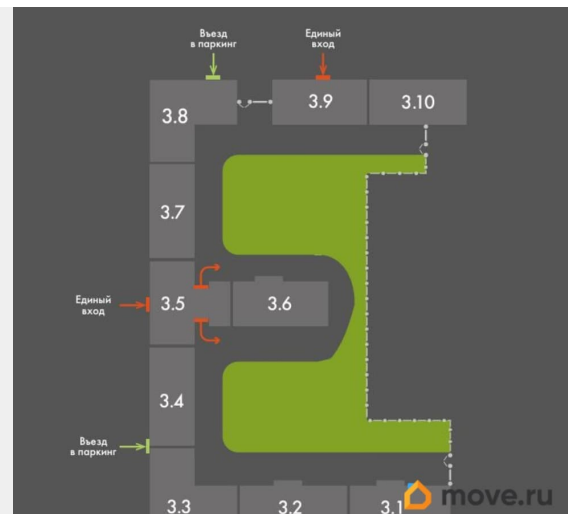 Въезд
в паркинг
Единый
вход
3.8
3.9
3.10
3.7
Единый
вход
3.5
3.6
3.4
Въезд
в паркинг
3.3
3.2
3.1
move.ru